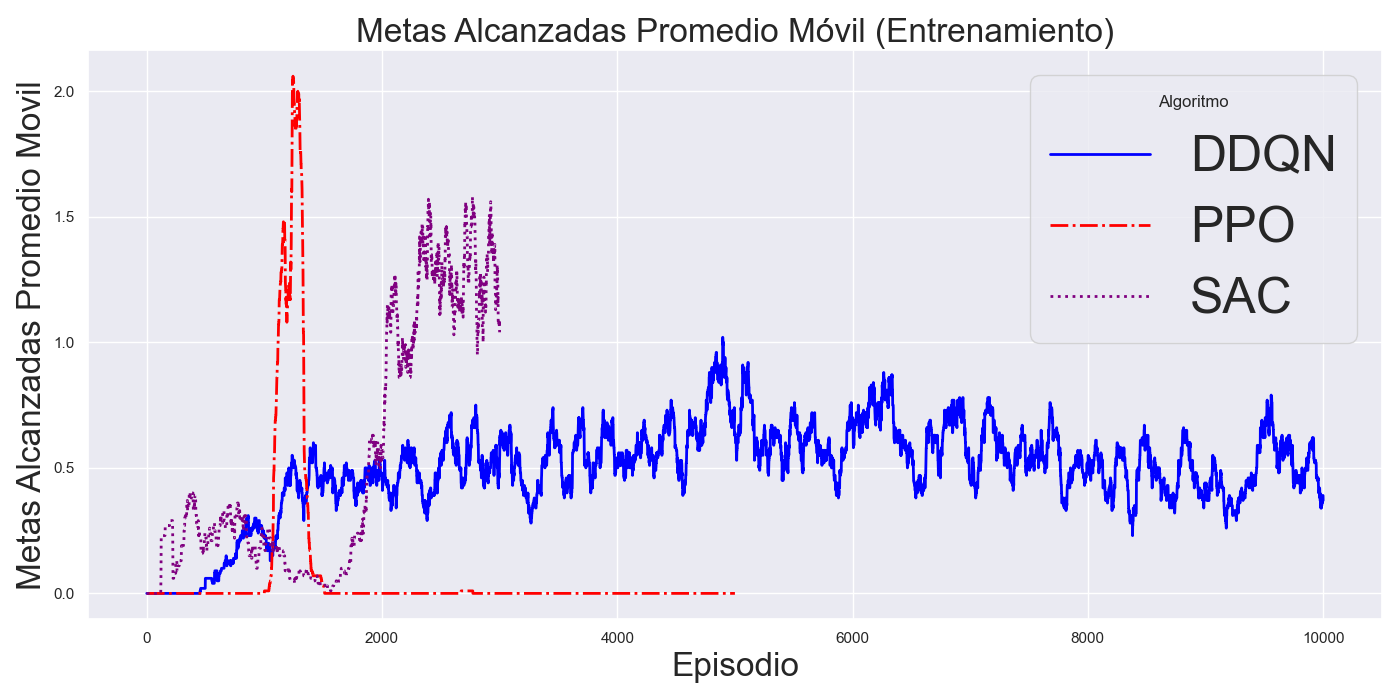 Metas Alcanzadas Promedio Móvil (Entrenamiento)
Metas Alcanzadas Promedio Movil
2.0
1.5
1.0
0.5
0.0
Algoritmo
DDQN
PPO
SAC
0 2000 4000 6000 8000 10000
Episodio